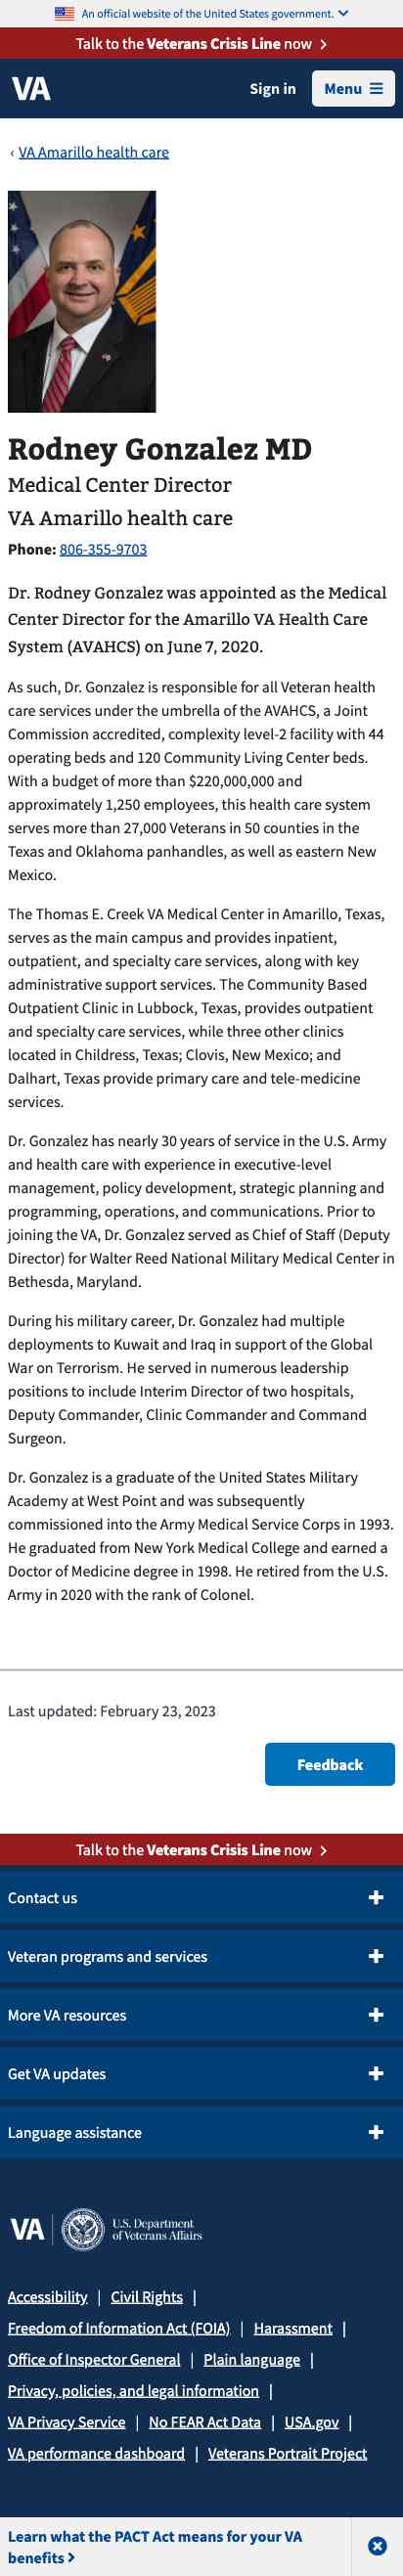 An official website of the United States government.
Talk to the Veterans Crisis Line now
VA
Sign in
Menu
‹ VA Amarillo health care
Rodney Gonzalez MD
Medical Center Director
VA Amarillo health care
Phone: 806-355-9703
Dr. Rodney Gonzalez was appointed as the Medical
Center Director for the Amarillo VA Health Care
System (AVAHCS) on June 7, 2020.
As such, Dr. Gonzalez is responsible for all Veteran health
care services under the umbrella of the AVAHCS, a Joint
Commission accredited, complexity level-2 facility with 44
operating beds and 120 Community Living Center beds.
With a budget of more than $220,000,000 and
approximately 1,250 employees, this health care system
serves more than 27,000 Veterans in 50 counties in the
Texas and Oklahoma panhandles, as well as eastern New
Mexico.
The Thomas E. Creek VA Medical Center in Amarillo, Texas,
serves as the main campus and provides inpatient,
outpatient, and specialty care services, along with key
administrative support services. The Community Based
Outpatient Clinic in Lubbock, Texas, provides outpatient
and specialty care services, while three other clinics
located in Childress, Texas; Clovis, New Mexico; and
Dalhart, Texas provide primary care and tele-medicine
services.
Dr. Gonzalez has nearly 30 years of service in the U.S. Army
and health care with experience in executive-level
management, policy development, strategic planning and
programming, operations, and communications. Prior to
joining the VA, Dr. Gonzalez served as Chief of Staff (Deputy
Director) for Walter Reed National Military Medical Center in
Bethesda, Maryland.
During his military career, Dr. Gonzalez had multiple
deployments to Kuwait and Iraq in support of the Global
War on Terrorism. He served in numerous leadership
positions to include Interim Director of two hospitals,
Deputy Commander, Clinic Commander and Command
Surgeon.
Dr. Gonzalez is a graduate of the United States Military
Academy at West Point and was subsequently
commissioned into the Army Medical Service Corps in 1993.
He graduated from New York Medical College and earned a
Doctor of Medicine degree in 1998. He retired from the U.S.
Army in 2020 with the rank of Colonel.
Last updated: February 23, 2023
Feedback
Talk to the Veterans Crisis Line now
Contact us
Veteran programs and services
More VA resources
Get VA updates
Language assistance
VA
U.S. Department
of Veterans Affairs
Accessibility | Civil Rights |
Freedom of Information Act (FOIA) | Harassment |
Office of Inspector General | Plain language |
Privacy, policies, and legal information |
VA Privacy Service | No FEAR Act Data | USA.gov |
VA performance dashboard | Veterans Portrait Project
Learn what the PACT Act means for your VA
benefits